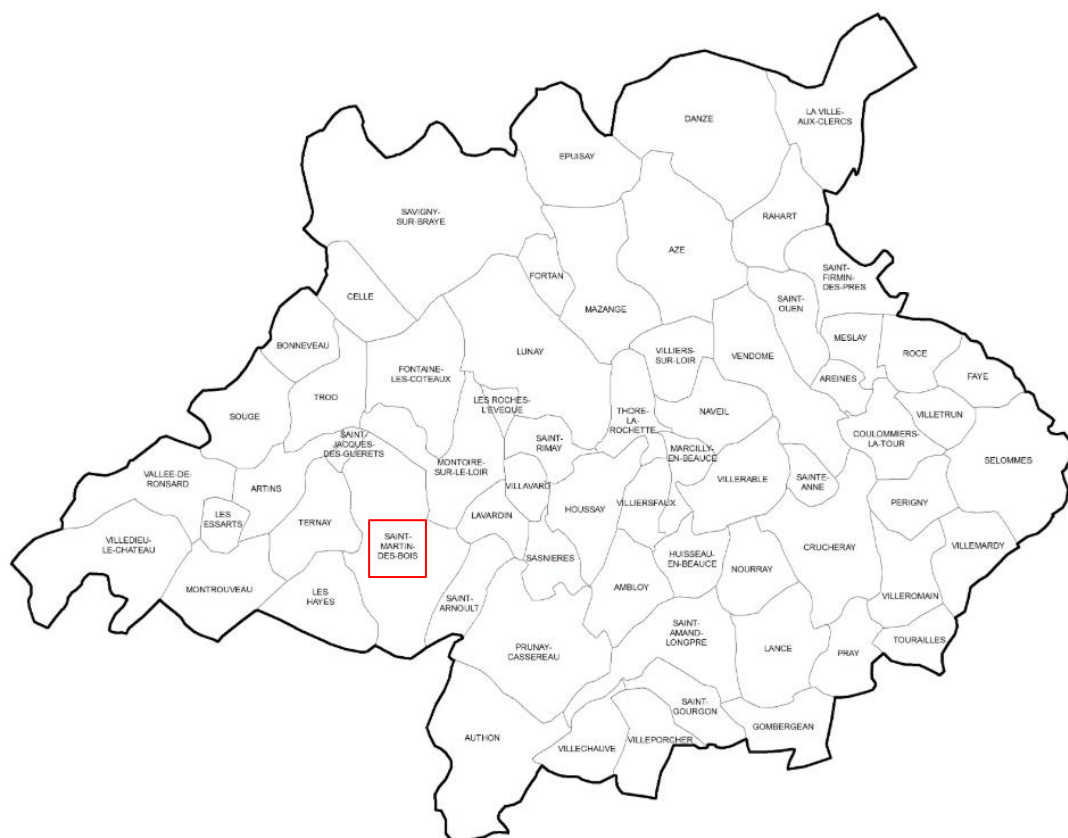 DANZE
LA VILLE-
AUX-CLERCS
EPUISAY
SAVIGNY-
SUR-BRAYE
RAHART
AZE
FORTAN
SAINT-
FIRMIN-
DES-PRES
CELLE
SAINT-
OUEN
MAZANGE
BONNEVEAU
LUNAY
VILLIERS-
SUR-LOIR
VENDOME
MESLAY
ROCE
FONTAINE-
LES-COTEAUX
AREINES
FAYE
TROO
LES ROCHES-
L'EVEQUE
SOUGE
THORE-
LA-
ROCHETTE
NAVEIL
VILLETRUN
COULOMMIERS-
LA-TOUR
SAINT-
JACQUES-
DES-GUERETS
SAINT-
RIMAY
MARCILLY-
EN-BEAUCE
SELOMMES
VALLEE-DE-
RONSARD
MONTOIRE-
SUR-LE-LOIR
ARTINS
VILLAVARD
VILLIERSFAUX
VILLERABLE
SAINTE-
ANNE
PERIGNY
LES
ESSARTS
TERNAY
LAVARDIN
HOUSSAY
VILLEDIEU-
LE-CHATEAU
SAINT-
MARTIN-
DES-BOIS
CRUCHERAY
VILLEMARDY
SASNIERES
HUISSEAU-
EN-BEAUCE
NOURRAY
MONTROUVEAU
LES
HAYES
SAINT-
ARNOULT
AMBLOY
VILLEROMAIN
SAINT-
AMAND-
LONGPRE
TOURAILLES
PRUNAY-
CASSEREAU
LANCE
PRAY
SAINT-
GOURGON
GOMBERGEAN
AUTHON
VILLECHAUVE
VILLEPORCHER